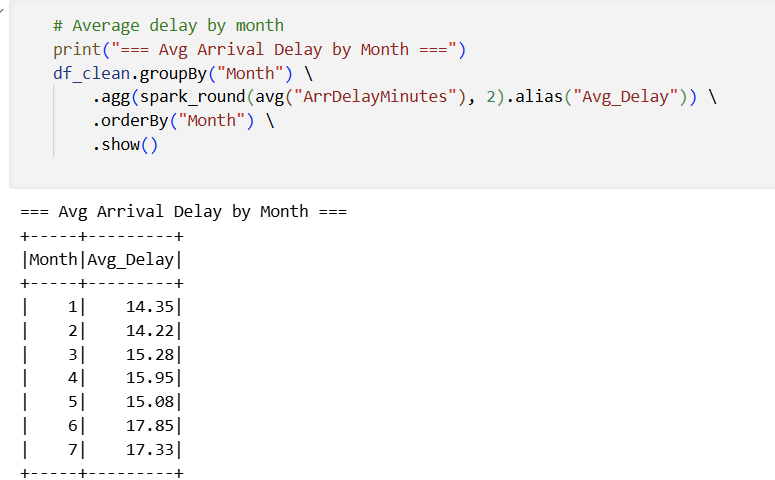 # Average delay by month
print("=== Avg Arrival Delay by Month ===")
df_clean.groupBy("Month") \
    .agg(spark_round(avg("ArrDelayMinutes"), 2).alias("Avg_Delay")) \
    .orderBy("Month") \
    .show()
=== Avg Arrival Delay by Month ===
+-----+---------+
|Month|Avg_Delay|
+-----+---------+
|    1|    14.35|
|    2|    14.22|
|    3|    15.28|
|    4|    15.95|
|    5|    15.08|
|    6|    17.85|
|    7|    17.33|
+-----+---------+